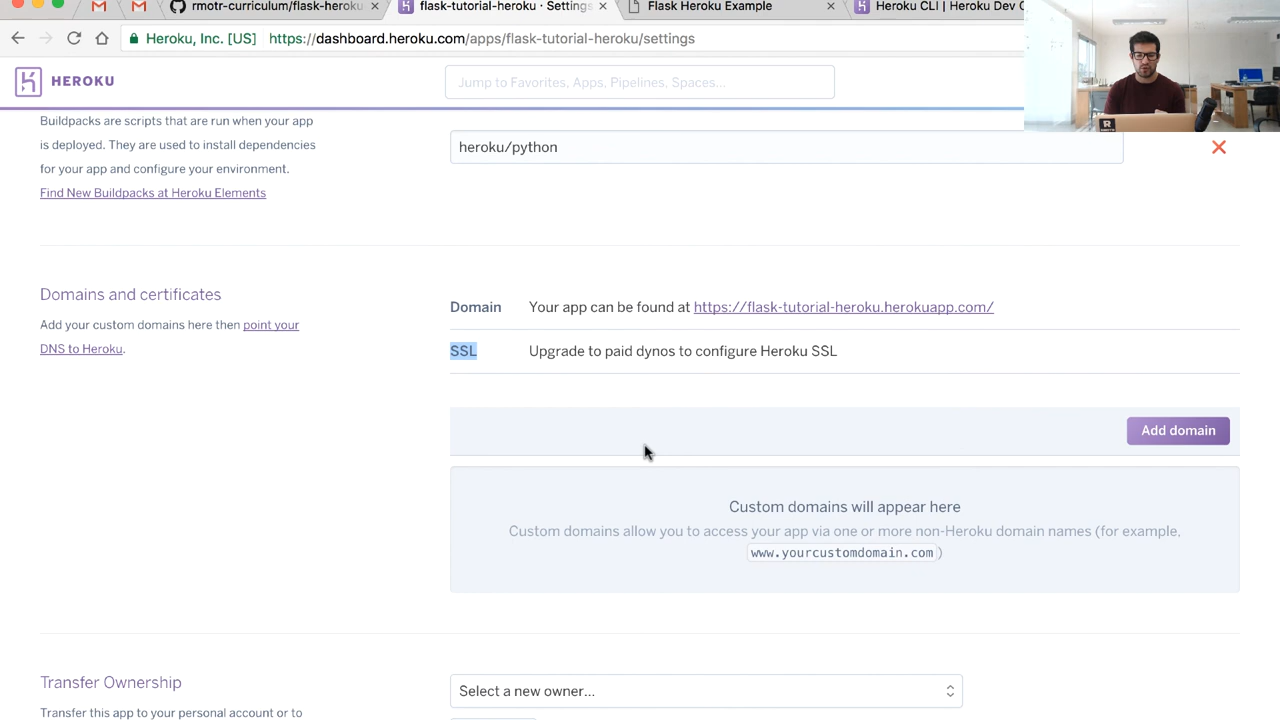 rmotr-curriculum/flask-heroku
flask-tutorial-heroku · Settings
Flask Heroku Example
Heroku CLI | Heroku Dev C
Heroku, Inc. [US]
https://dashboard.heroku.com/apps/flask-tutorial-heroku/settings
HEROKU
Jump to Favorites, Apps, Pipelines, Spaces...
Buildpacks are scripts that are run when your app
is deployed. They are used to install dependencies
for your app and configure your environment.
Find New Buildpacks at Heroku Elements
heroku/python
Domains and certificates
Add your custom domains here then point your
DNS to Heroku.
Domain
Your app can be found at https://flask-tutorial-heroku.herokuapp.com/
SSL
Upgrade to paid dynos to configure Heroku SSL
Add domain
Custom domains will appear here
Custom domains allow you to access your app via one or more non-Heroku domain names (for example,
www.yourcustomdomain.com)
Transfer Ownership
Transfer this app to your personal account or to
Select a new owner...